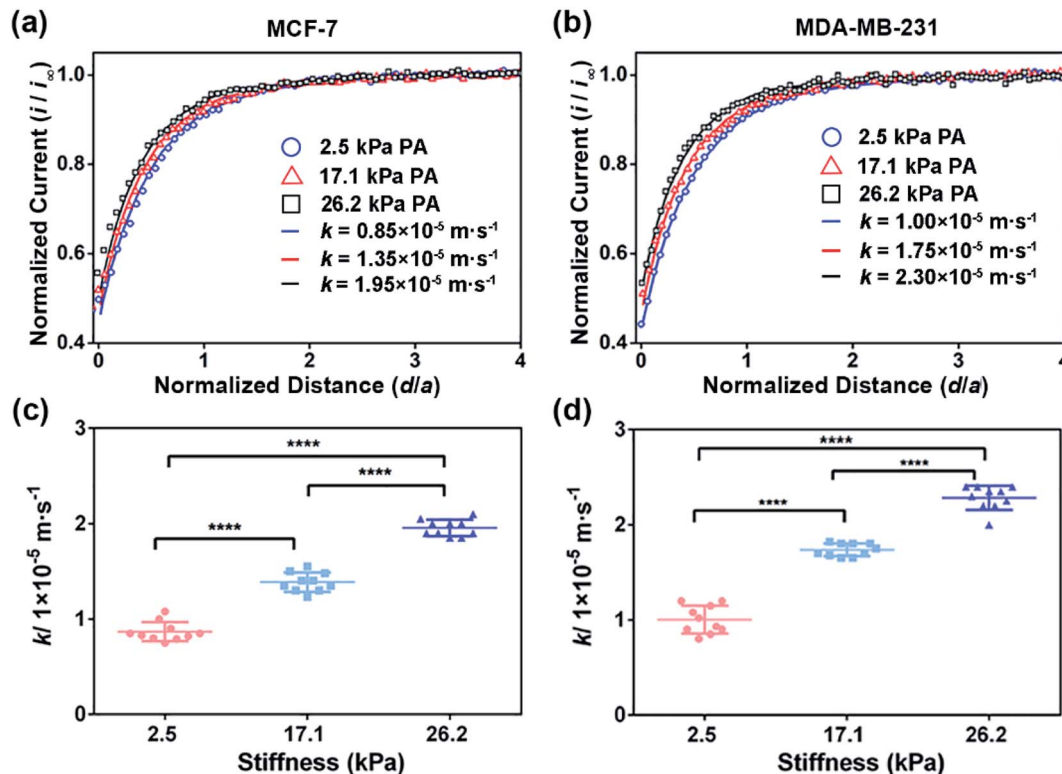 (a)
MCF-7
Normalized Current (i / i∞)
1.0
0.8
0.6
0.4
2.5 kPa PA
17.1 kPa PA
26.2 kPa PA
k = 0.85×10⁻⁵ m·s⁻¹
k = 1.35×10⁻⁵ m·s⁻¹
k = 1.95×10⁻⁵ m·s⁻¹
0 1 2 3 4
Normalized Distance (d/a)
(b)
MDA-MB-231
Normalized Current (i / i∞)
1.0
0.8
0.6
0.4
2.5 kPa PA
17.1 kPa PA
26.2 kPa PA
k = 1.00×10⁻⁵ m·s⁻¹
k = 1.75×10⁻⁵ m·s⁻¹
k = 2.30×10⁻⁵ m·s⁻¹
0 1 2 3 4
Normalized Distance (d/a)
(c)
k/ 1×10⁻⁵ m·s⁻¹
3
2
1
0
****
****
****
2.5 17.1 26.2
Stiffness (kPa)
(d)
k/ 1×10⁻⁵ m·s⁻¹
3
2
1
0
****
****
****
2.5 17.1 26.2
Stiffness (kPa)